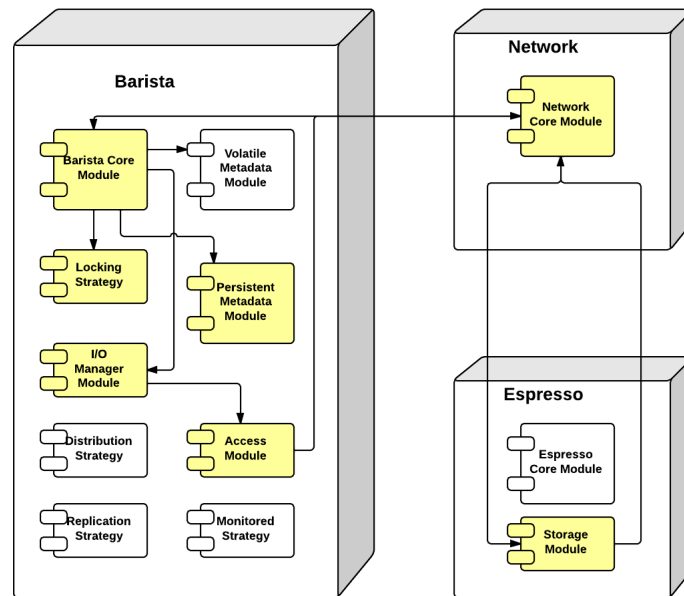 Barista
Barista Core
Module
Volatile
Metadata
Module
Locking
Strategy
Persistent
Metadata
Module
I/O
Manager
Module
Distribution
Strategy
Access
Module
Replication
Strategy
Monitored
Strategy
Network
Network
Core Module
Espresso
Espresso
Core Module
Storage
Module